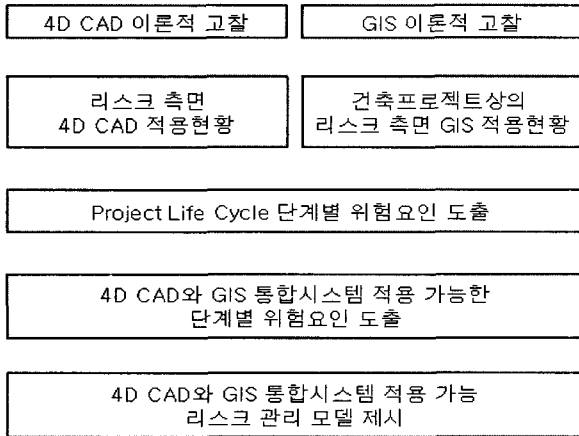 4D CAD 이론적 고찰
GIS 이론적 고찰
리스크 측면
4D CAD 적용현황
건축프로젝트상의
리스크 측면 GIS 적용현황
Project Life Cycle 단계별 위험요인 도출
4D CAD와 GIS 통합시스템 적용 가능한
단계별 위험요인 도출
4D CAD와 GIS 통합시스템 적용 가능
리스크 관리 모델 제시